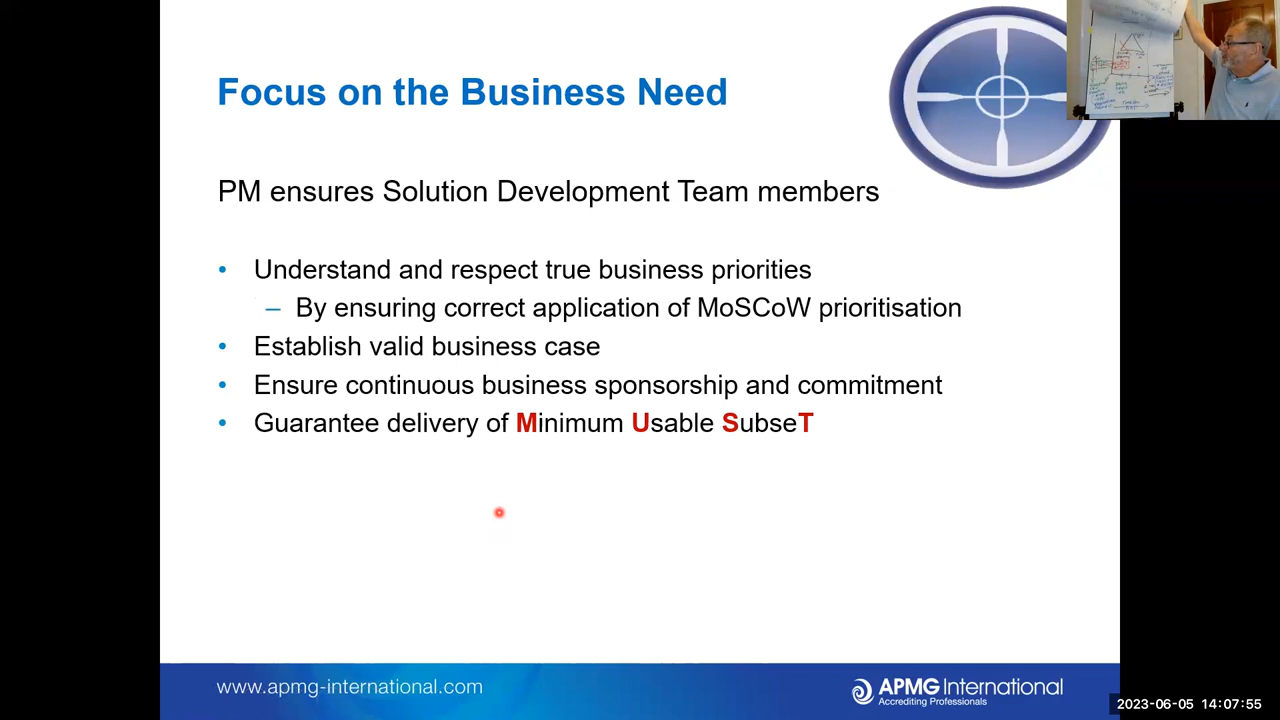 Focus on the Business Need
PM ensures Solution Development Team members
• Understand and respect true business priorities
– By ensuring correct application of MoSCoW prioritisation
• Establish valid business case
• Ensure continuous business sponsorship and commitment
• Guarantee delivery of Minimum Usable SubseT
www.apmg-international.com
APMG International
Accrediting Professionals
2023-06-05 14:07:55